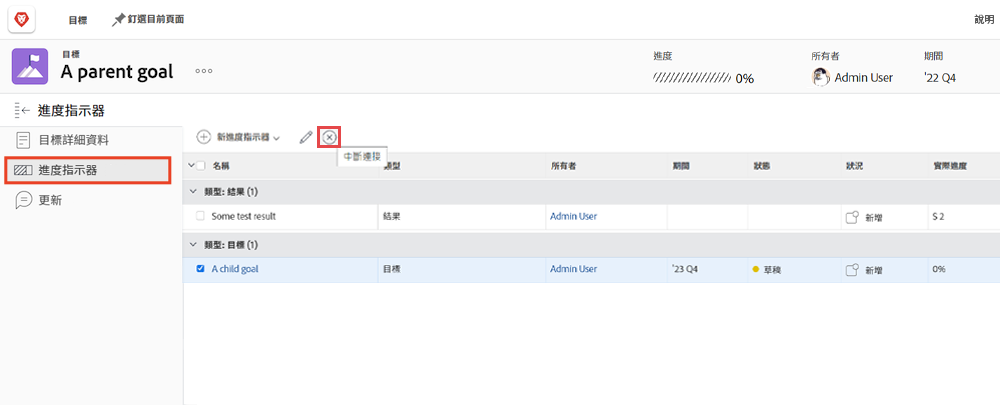 目標
釘選目前頁面
說明
目標
A parent goal
進度
0%
所有者
Admin User
期間
'22 Q4
進度指示器
目標詳細資料
進度指示器
更新
新進度指示器
中斷連接
名稱 類型 所有者 期間 狀態 狀況 實際進度
類型: 結果 (1)
Some test result 結果 Admin User 新增 $ 2
類型: 目標 (1)
A child goal 目標 Admin User '23 Q4 草稿 新增 0%